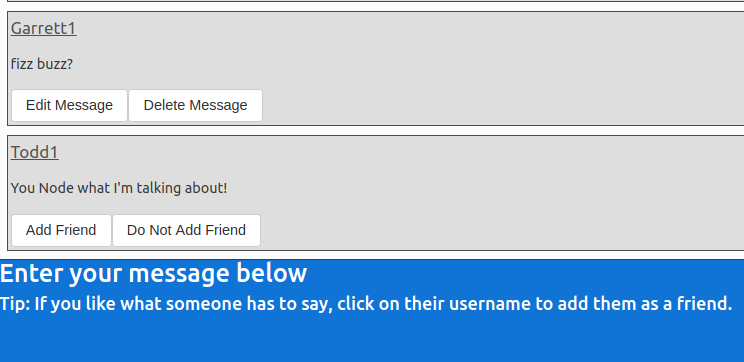 Garrett1
fizz buzz?
Edit Message Delete Message
Todd1
You Node what I'm talking about!
Add Friend Do Not Add Friend
Enter your message below
Tip: If you like what someone has to say, click on their username to add them as a friend.